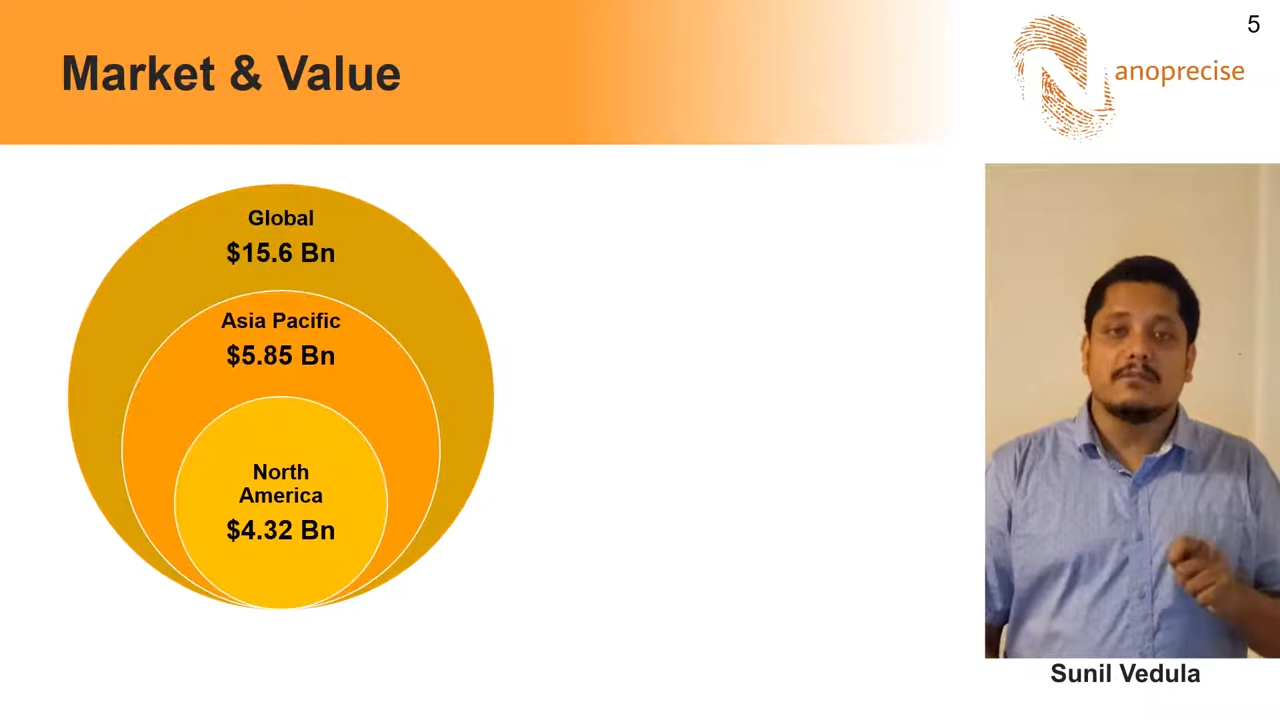 Market & Value
5
Nanoprecise
Global
$15.6 Bn
Asia Pacific
$5.85 Bn
North
America
$4.32 Bn
Sunil Vedula